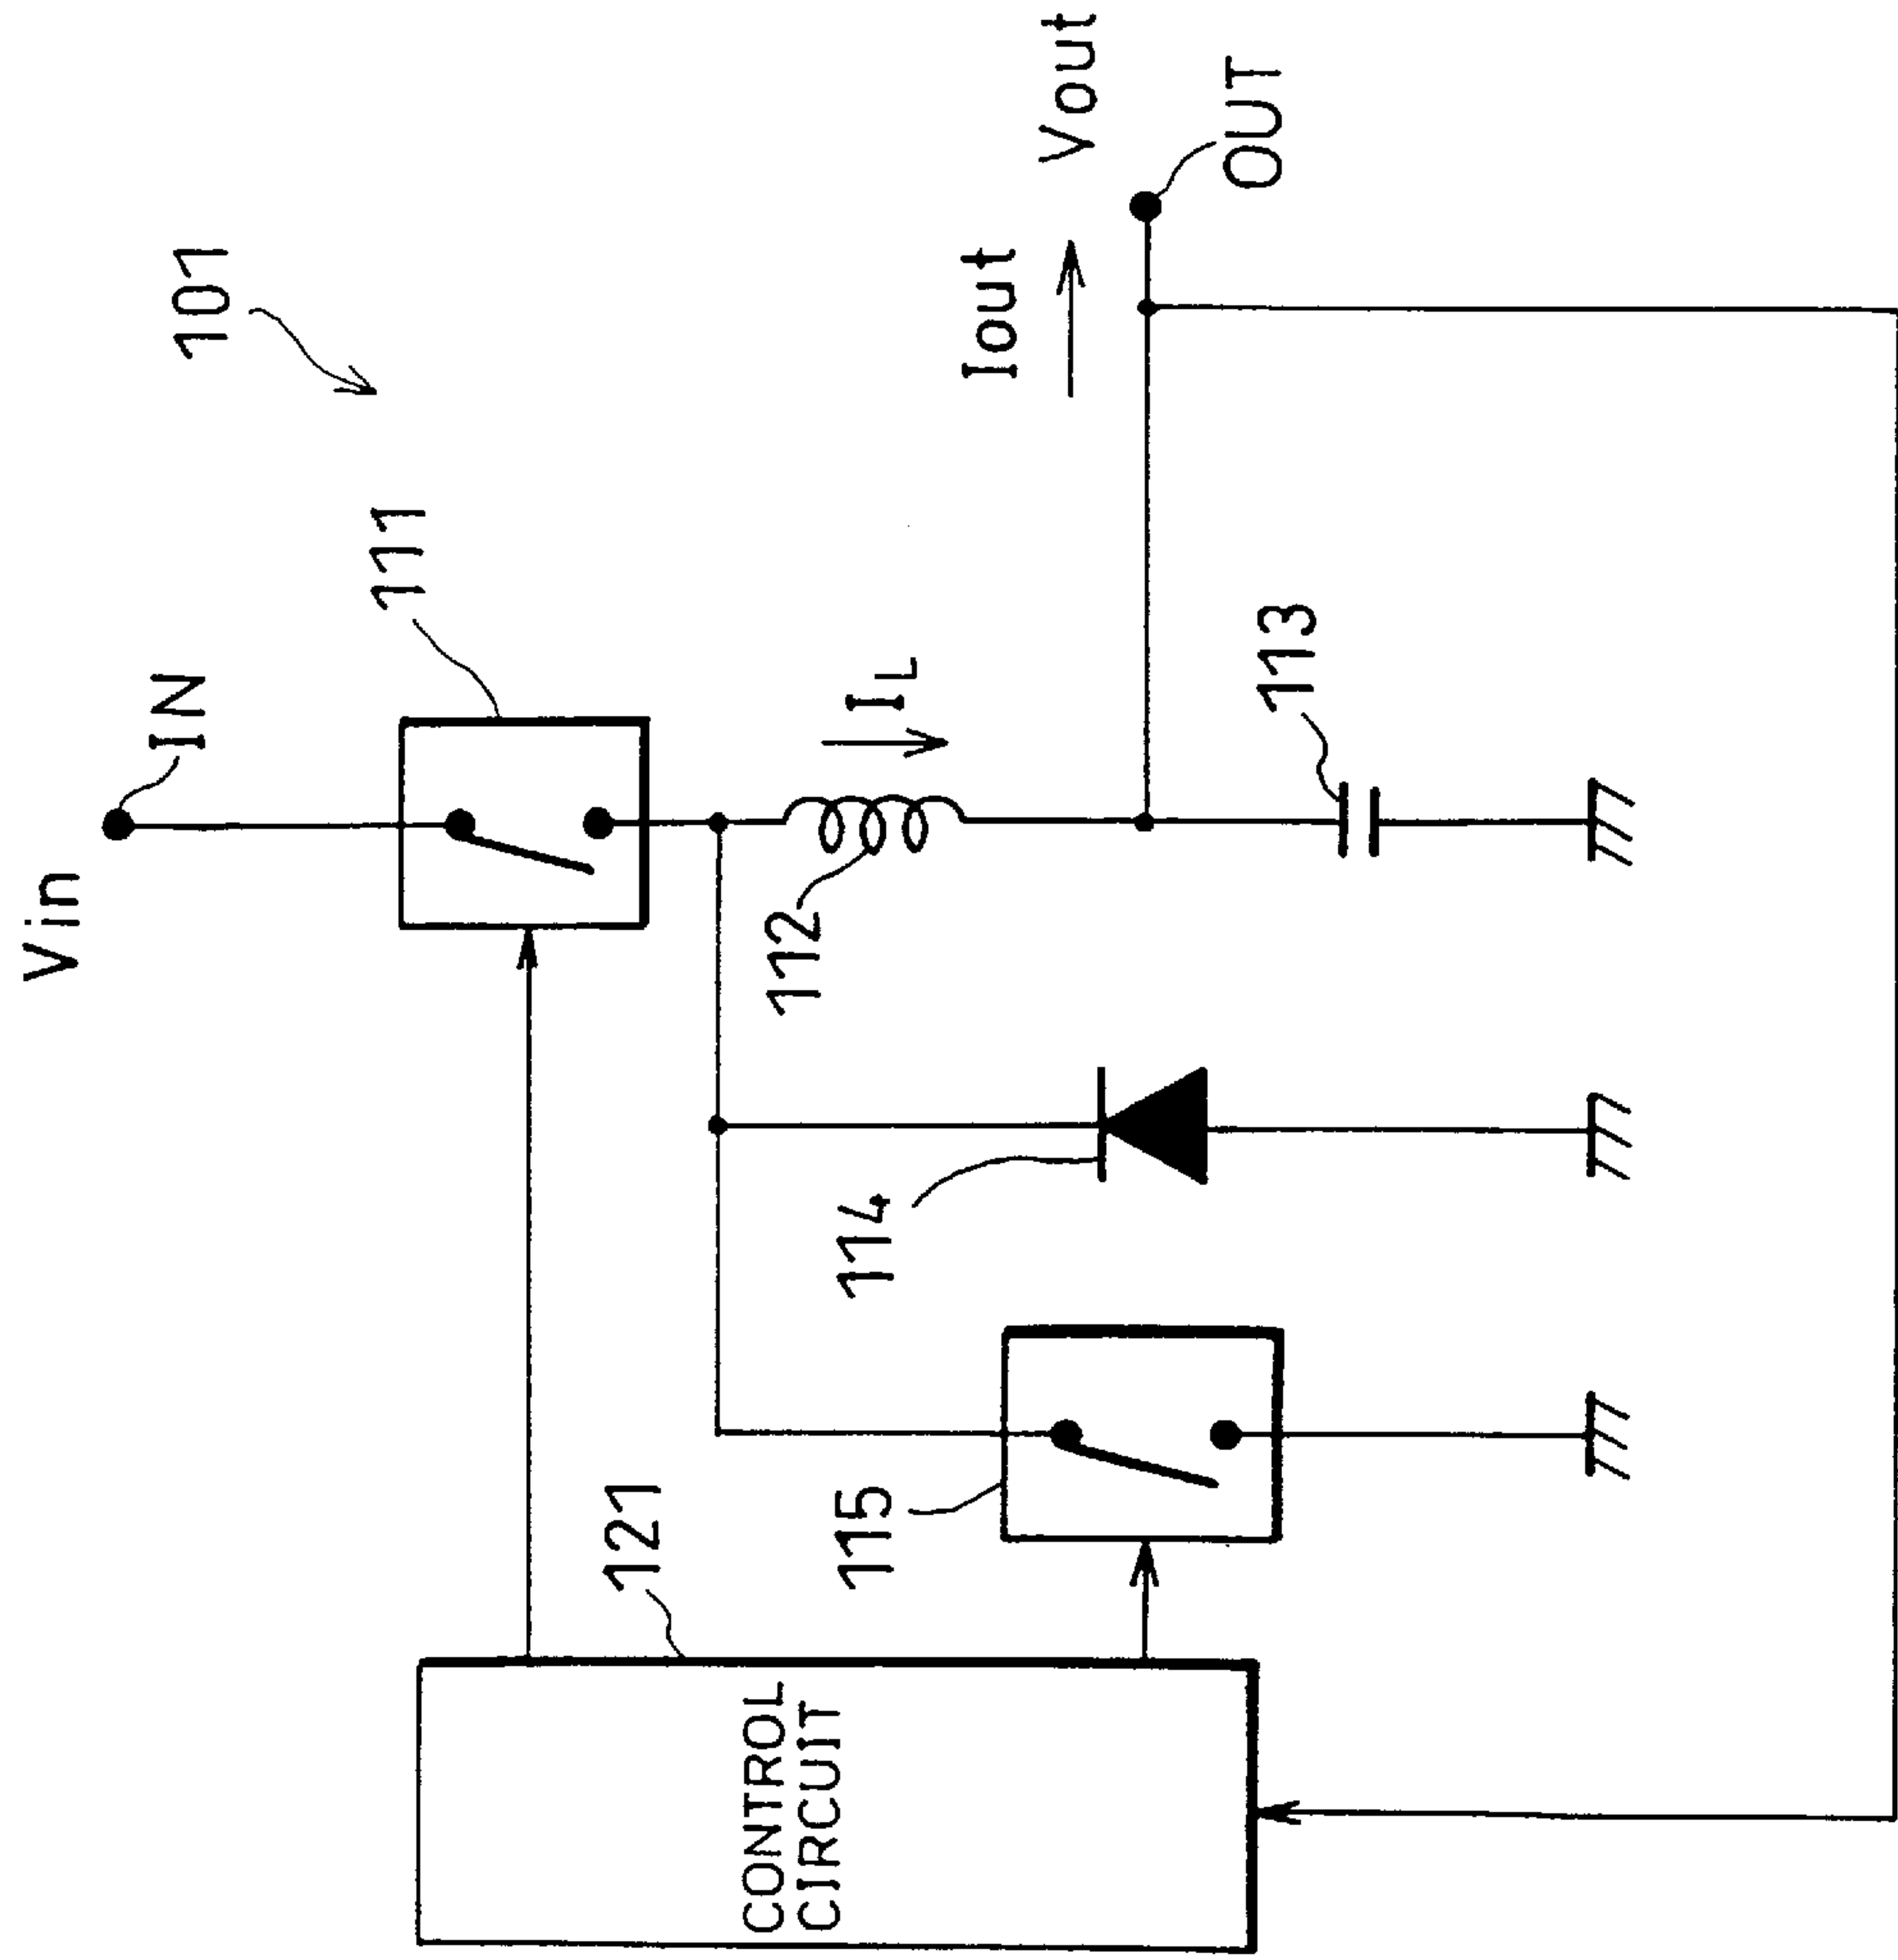 101
Vin
IN
111
112
IL
Iout
Vout
OUT
113
114
115
121
CONTROL
CIRCUIT